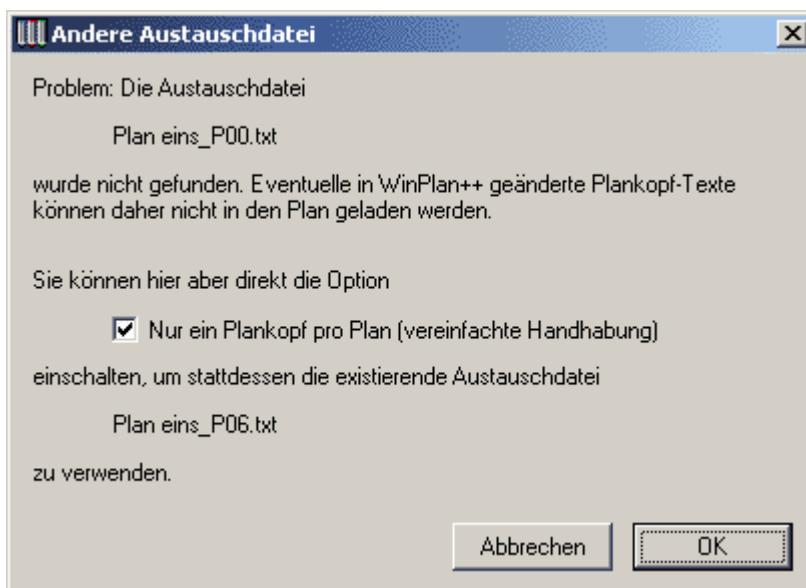 Andere Austauschdatei
Problem: Die Austauschdatei
Plan eins_P00.txt
wurde nicht gefunden. Eventuelle in WinPlan++ geänderte Plankopf-Texte
können daher nicht in den Plan geladen werden.
Sie können hier aber direkt die Option
Nur ein Plankopf pro Plan (vereinfachte Handhabung)
einschalten, um stattdessen die existierende Austauschdatei
Plan eins_P06.txt
zu verwenden.
Abbrechen
OK